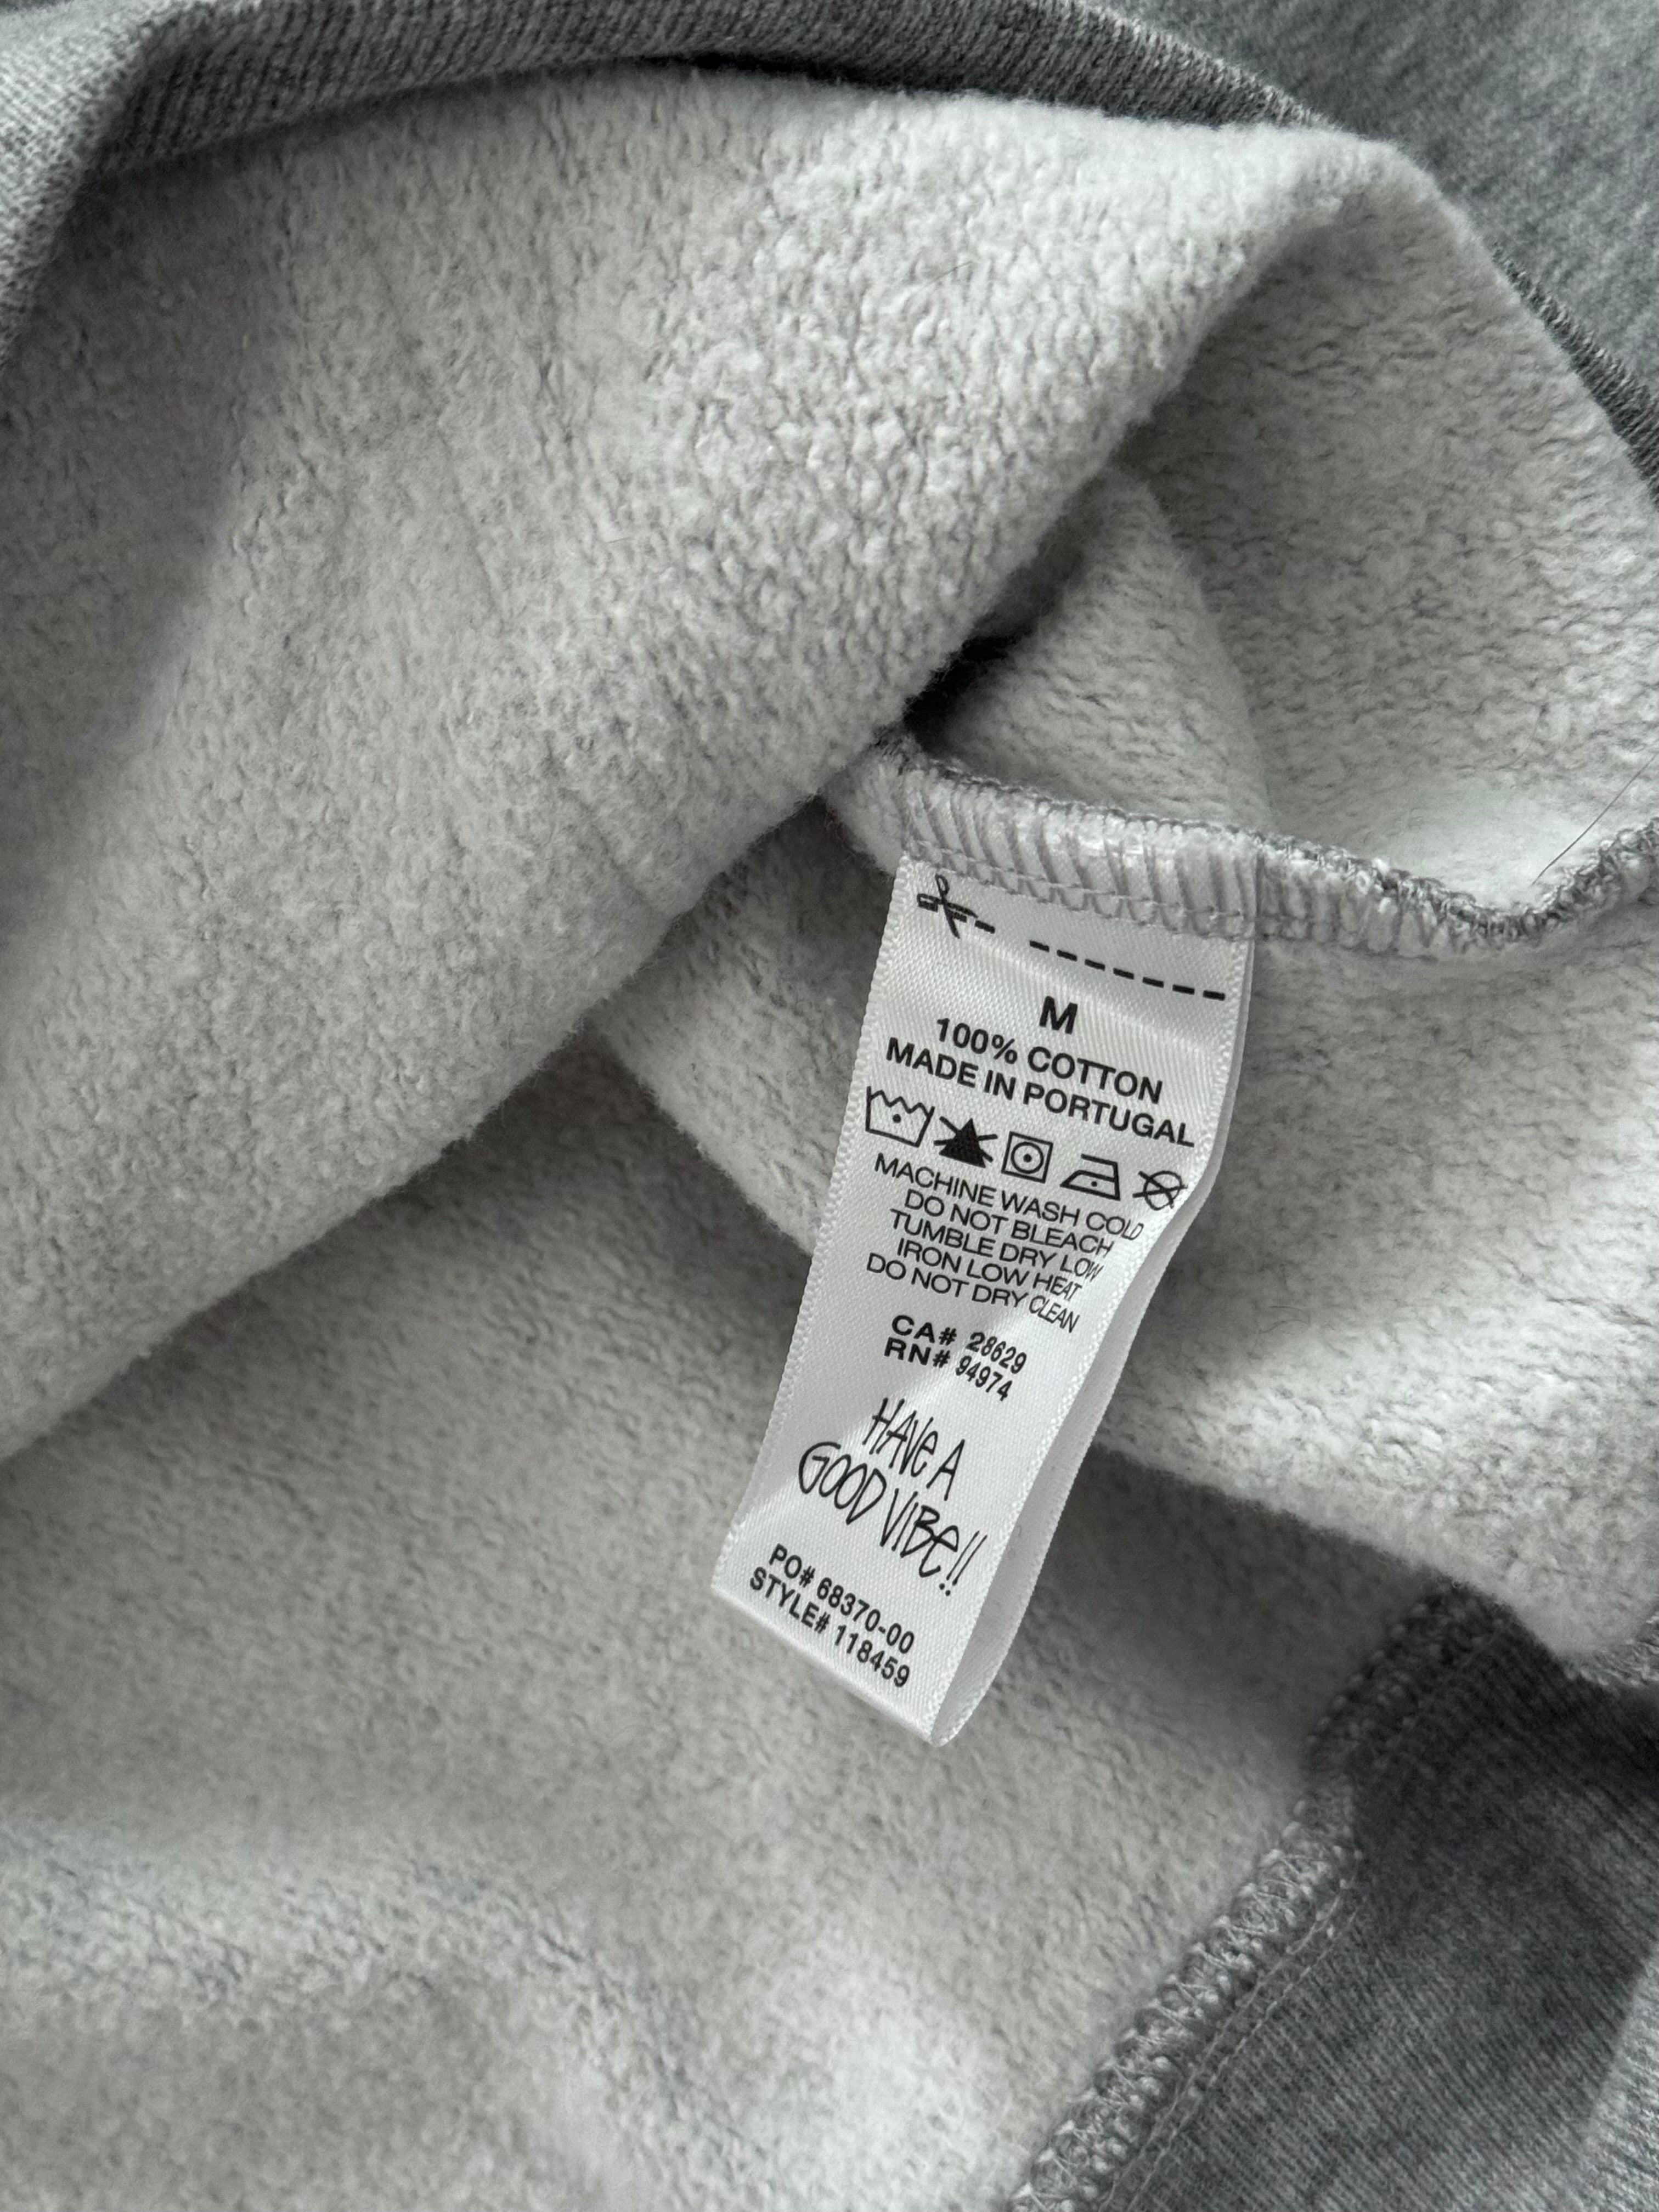 M
100% COTTON
MADE IN PORTUGAL
MACHINE WASH COLD
DO NOT BLEACH
TUMBLE DRY LOW
IRON LOW HEAT
DO NOT DRY CLEAN
CA# 28629
RN# 94974
HAVe A
GOOD VIBe!!
PO# 68370-00
STYLE# 118459